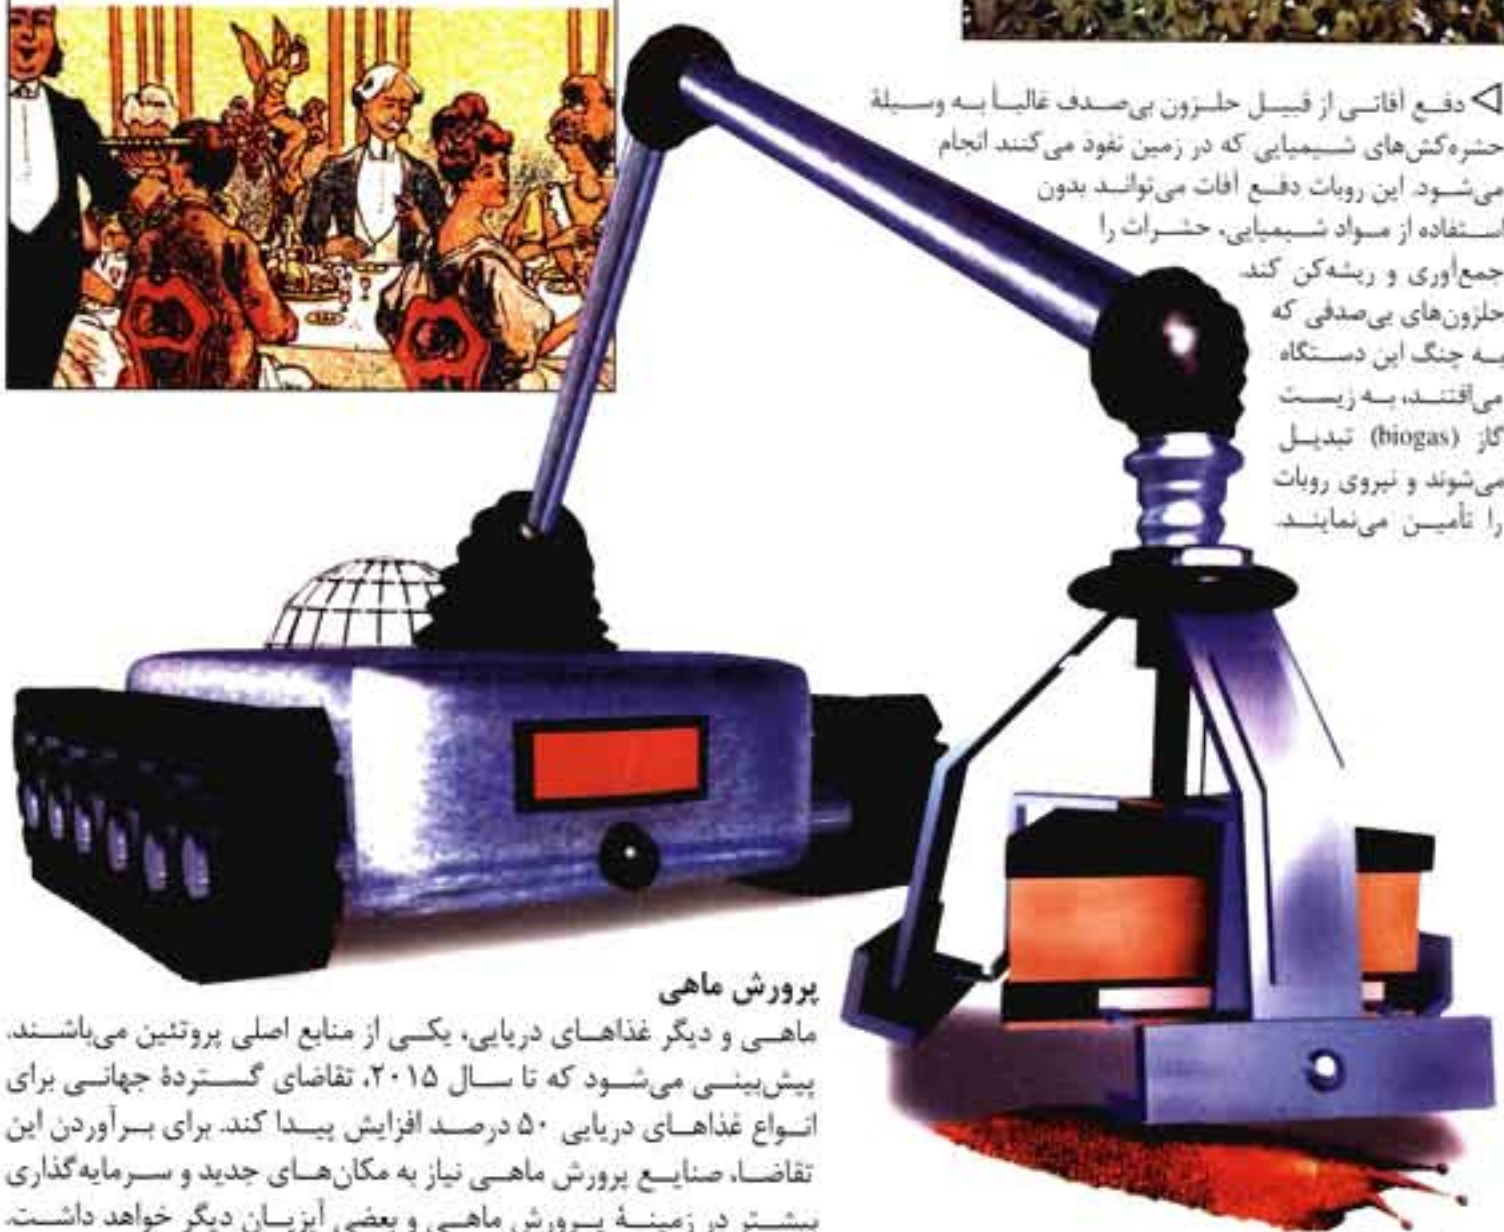 دفع آفاتی از قبیل حلزون بی‌صدف غالباً به وسیلهٔ
حشره‌کش‌های شیمیایی که در زمین نفوذ می‌کنند انجام
می‌شود. این روبات دفع آفات می‌تواند بدون
استفاده از مواد شیمیایی، حشرات را
جمع‌آوری و ریشه‌کن کند.
حلزون‌های بی‌صدفی که
به چنگ این دستگاه
می‌افتند، به زیست
گاز (biogas) تبدیل
می‌شوند و نیروی روبات
را تأمین می‌نمایند.
پرورش ماهی
ماهی و دیگر غذاهای دریایی، یکی از منابع اصلی پروتئین می‌باشند.
پیش‌بینی می‌شود که تا سال ۲۰۱۵، تقاضای گستردهٔ جهانی برای
انواع غذاهای دریایی ۵۰ درصد افزایش پیدا کند. برای برآوردن این
تقاضا، صنایع پرورش ماهی نیاز به مکان‌های جدید و سرمایه‌گذاری
بیشتر در زمینهٔ پرورش ماهی و بعضی آبزیان دیگر خواهد داشت.